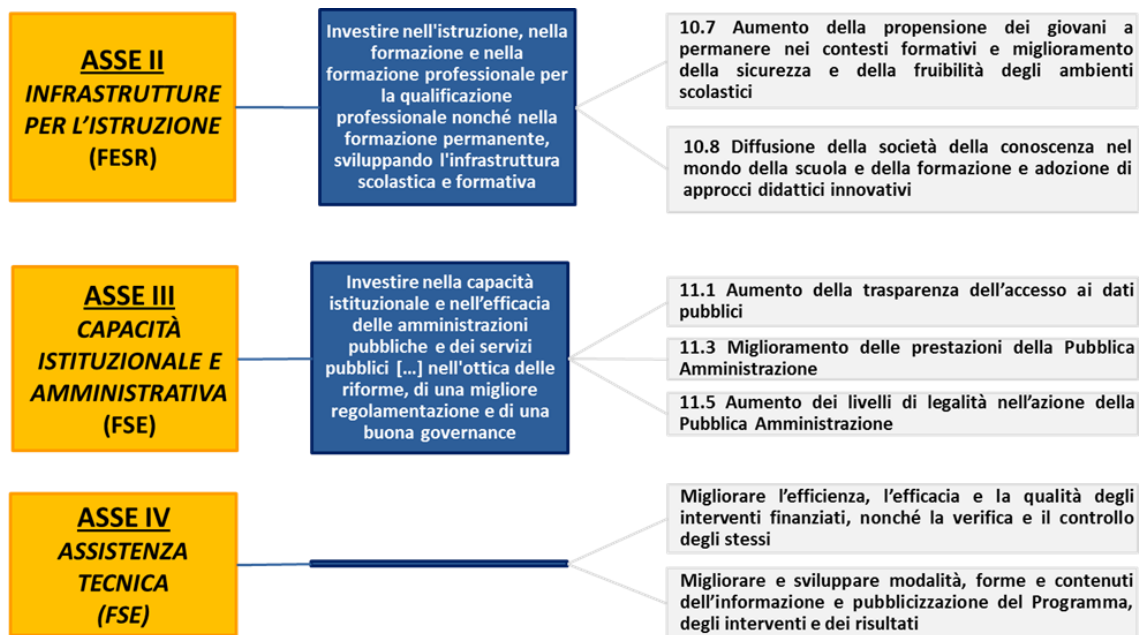 ASSE II
INFRASTRUTTURE
PER L’ISTRUZIONE
(FESR)
Investire nell'istruzione, nella
formazione e nella
formazione professionale per
la qualificazione
professionale nonché nella
formazione permanente,
sviluppando l'infrastruttura
scolastica e formativa
10.7 Aumento della propensione dei giovani a
permanere nei contesti formativi e miglioramento
della sicurezza e della fruibilità degli ambienti
scolastici
10.8 Diffusione della società della conoscenza nel
mondo della scuola e della formazione e adozione di
approcci didattici innovativi
ASSE III
CAPACITÀ
ISTITUZIONALE E
AMMINISTRATIVA
(FSE)
Investire nella capacità
istituzionale e nell’efficacia
delle amministrazioni
pubbliche e dei servizi
pubblici […] nell'ottica delle
riforme, di una migliore
regolamentazione e di una
buona governance
11.1 Aumento della trasparenza dell’accesso ai dati
pubblici
11.3 Miglioramento delle prestazioni della Pubblica
Amministrazione
11.5 Aumento dei livelli di legalità nell’azione della
Pubblica Amministrazione
ASSE IV
ASSISTENZA
TECNICA
(FSE)
Migliorare l’efficienza, l’efficacia e la qualità degli
interventi finanziati, nonché la verifica e il controllo
degli stessi
Migliorare e sviluppare modalità, forme e contenuti
dell’informazione e pubblicizzazione del Programma,
degli interventi e dei risultati